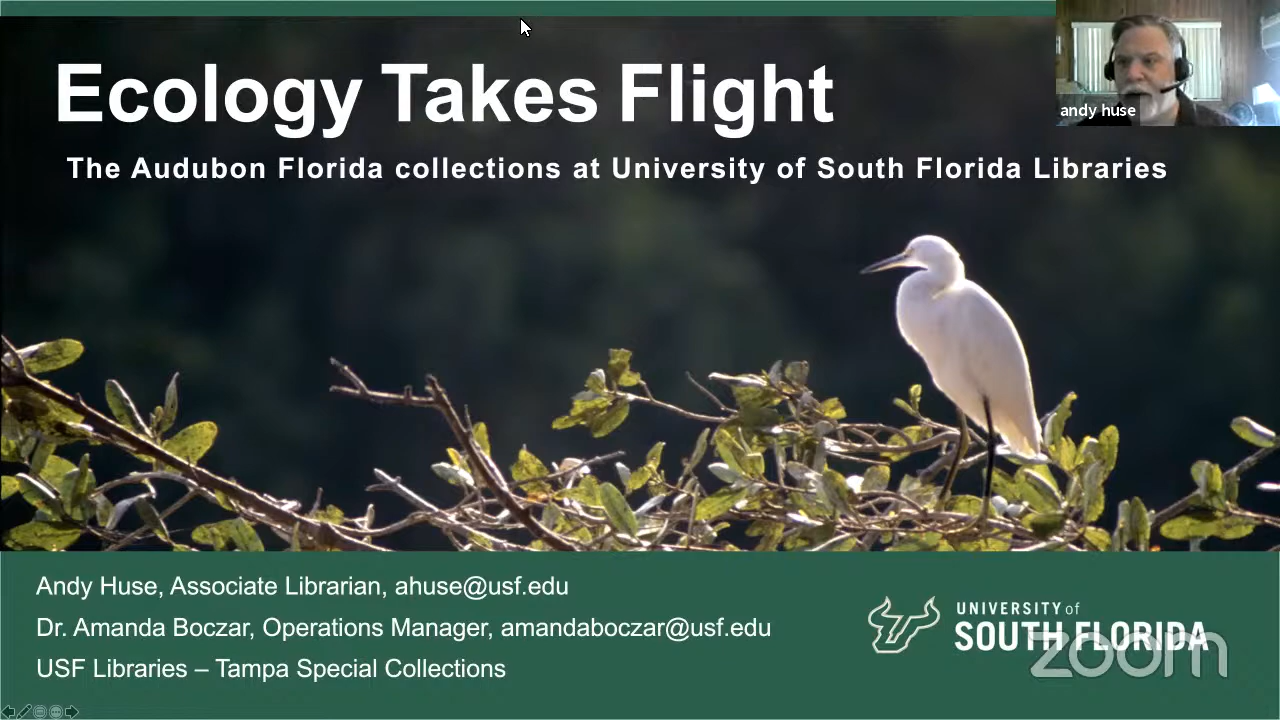 Ecology Takes Flight
andy huse
The Audubon Florida collections at University of South Florida Libraries
Andy Huse, Associate Librarian, ahuse@usf.edu
Dr. Amanda Boczar, Operations Manager, amandaboczar@usf.edu
USF Libraries – Tampa Special Collections
UNIVERSITY of
SOUTH FLORIDA
zoom